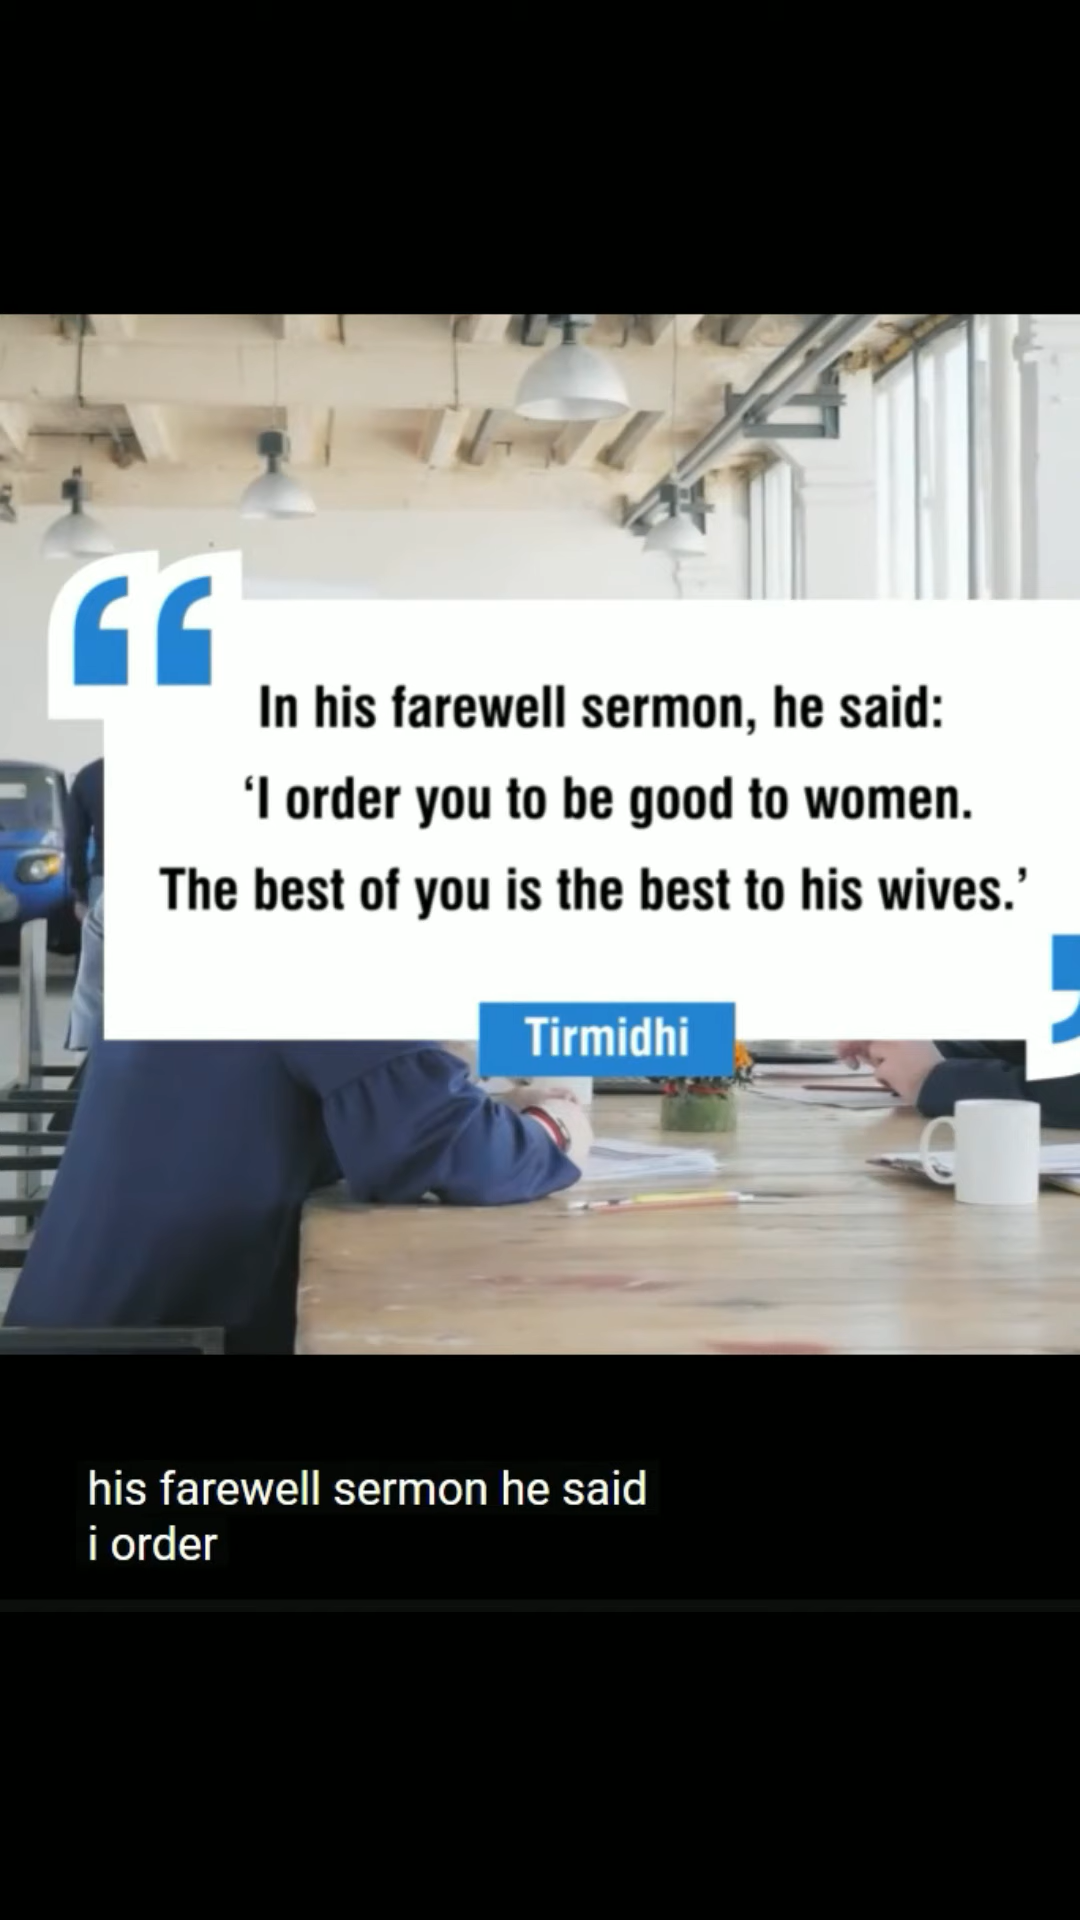 “
In his farewell sermon, he said:
‘I order you to be good to women.
The best of you is the best to his wives.’
Tirmidhi
his farewell sermon he said
i order